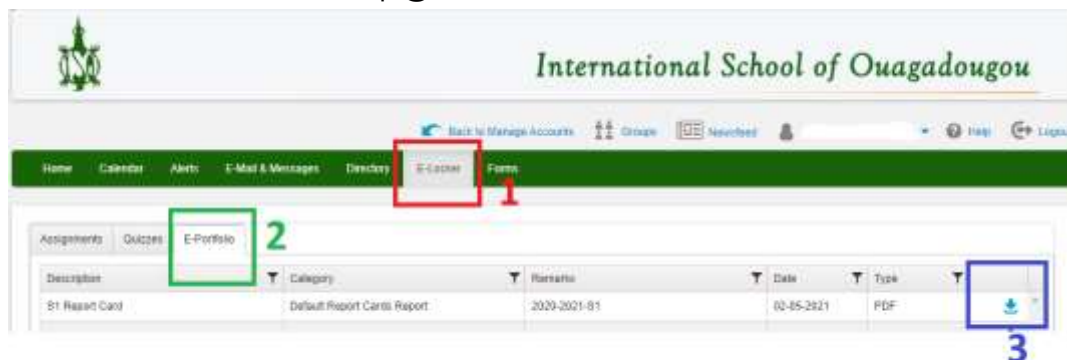 International School of Ouagadougou
Back to Manage Accounts Groups Newsfeed Help Logout
Home Calendar Alerts E-Mail & Messages Directory E-Locker Forms
1
Assignments Quizzes E-Portfolio 2
Description Category Remarks Date Type
S1 Report Card Default Report Cards Report 2020-2021-S1 02-05-2021 PDF
3